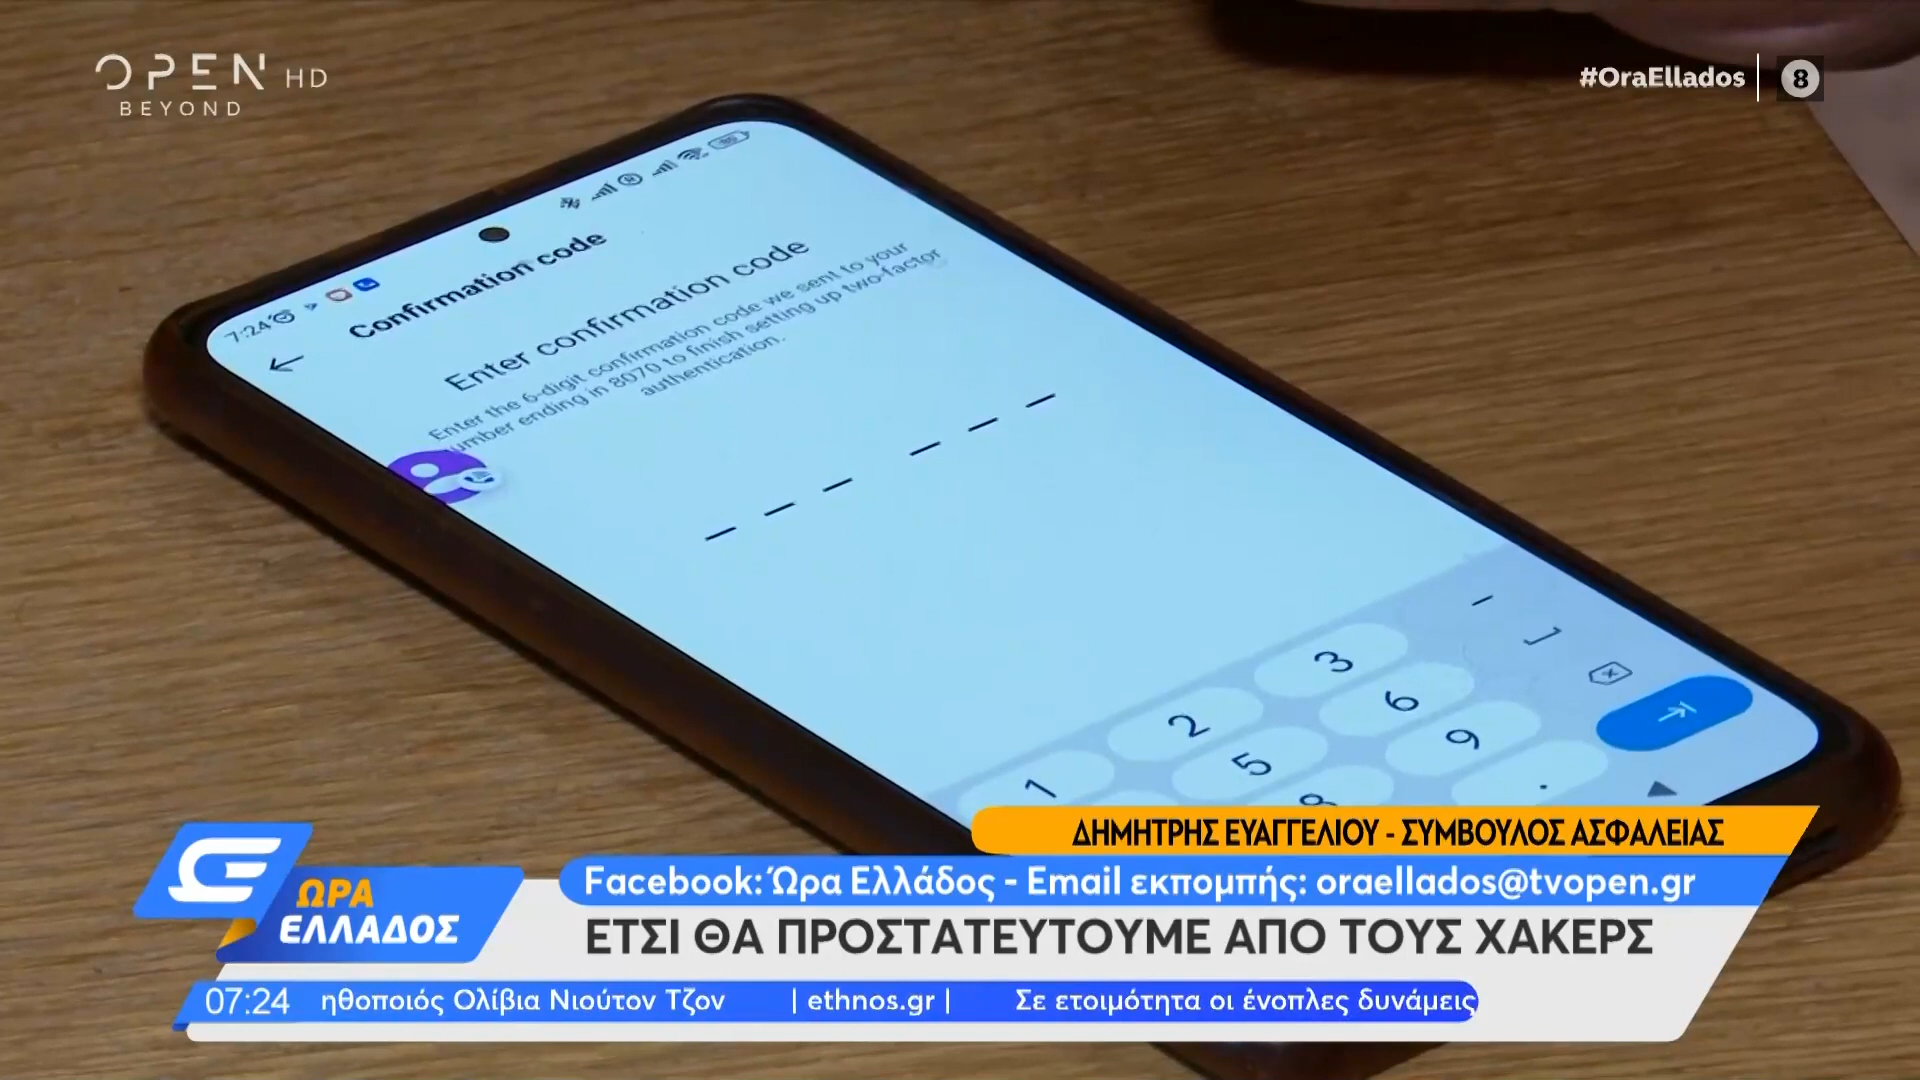 OPEN HD
BEYOND
#OraEllados
8
7:24
Confirmation code
Enter confirmation code
Enter the 6-digit confirmation code we sent to your
number ending in 8070 to finish setting up two-factor
authentication.
1
2
3
5
6
8
9
.
ΔΗΜΗΤΡΗΣ ΕΥΑΓΓΕΛΙΟΥ - ΣΥΜΒΟΥΛΟΣ ΑΣΦΑΛΕΙΑΣ
Facebook: Ώρα Ελλάδος - Email εκπομπής: oraellados@tvopen.gr
ΩΡΑ
ΕΛΛΑΔΟΣ
ΕΤΣΙ ΘΑ ΠΡΟΣΤΑΤΕΥΤΟΥΜΕ ΑΠΟ ΤΟΥΣ ΧΑΚΕΡΣ
07:24 ηθοποιός Ολίβια Νιούτον Τζον | ethnos.gr | Σε ετοιμότητα οι ένοπλες δυνάμεις